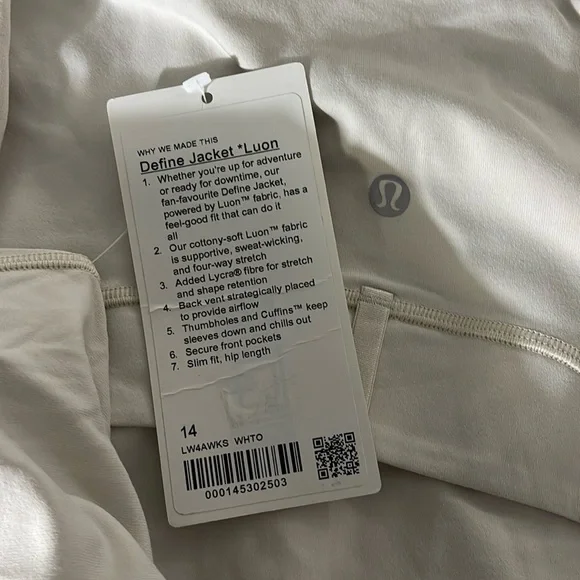 WHY WE MADE THIS
Define Jacket *Luon
1. Whether you're up for adventure
or ready for downtime, our
fan-favourite Define Jacket,
powered by Luon™ fabric, has a
feel-good fit that can do it
all
2. Our cottony-soft Luon™ fabric
is supportive, sweat-wicking,
and four-way stretch
3. Added Lycra® fibre for stretch
and shape retention
4. Back vent strategically placed
to provide airflow
5. Thumbholes and Cuffins™ keep
sleeves down and chills out
6. Secure front pockets
7. Slim fit, hip length
14
LW4AWKS WHTO
000145302503